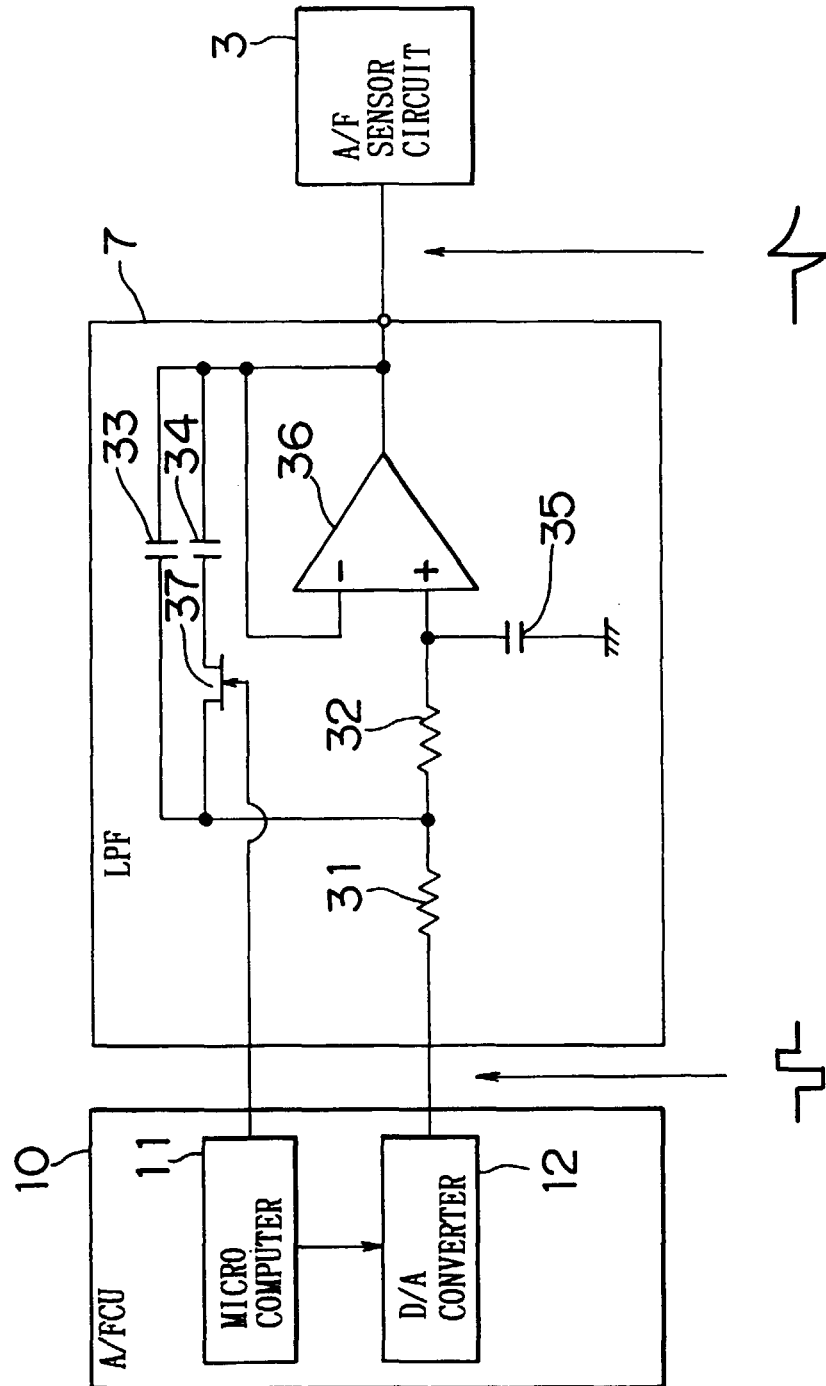 10
A/FCU
11
MICRO
COMPUTER
12
D/A
CONVERTER
7
LPF
31
32
33
34
37
36
-
+
35
3
A/F
SENSOR
CIRCUIT